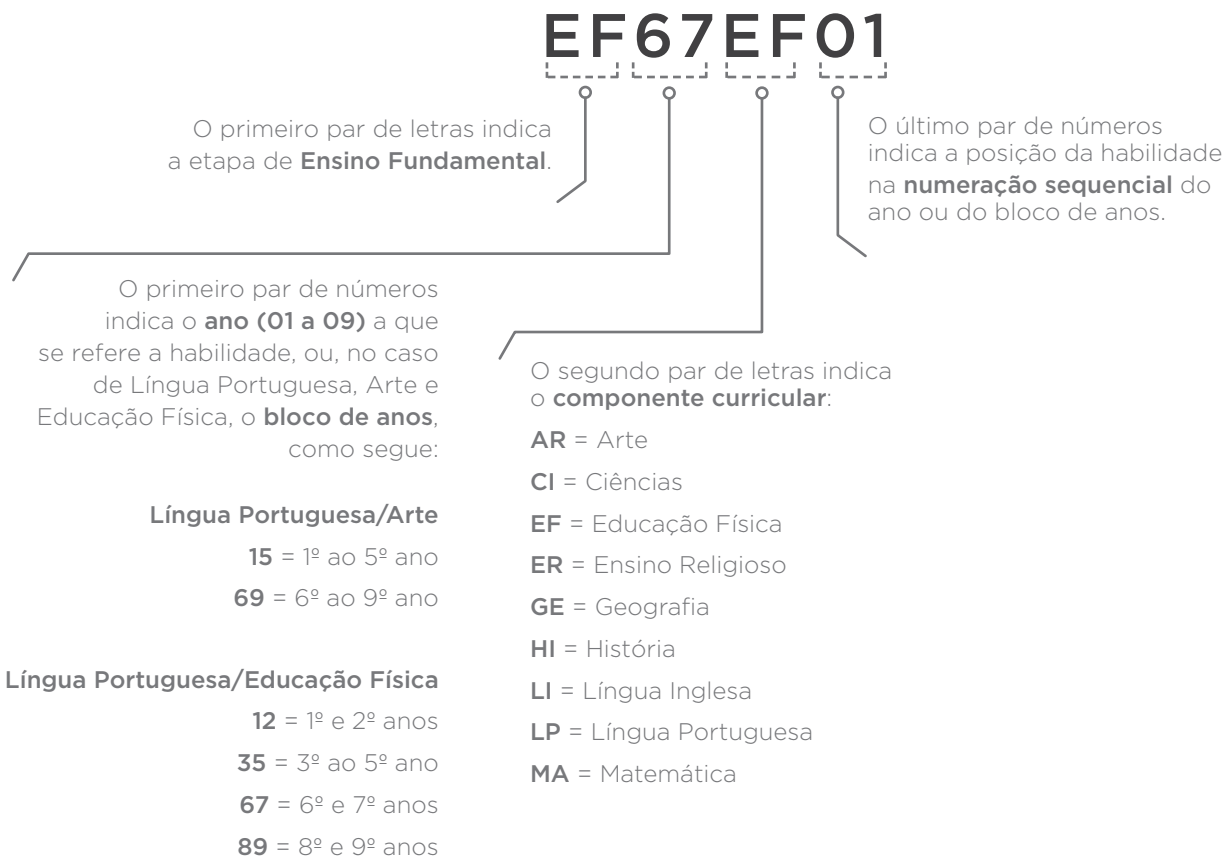 EF67EF01
O primeiro par de letras indica
a etapa de Ensino Fundamental.
O último par de números
indica a posição da habilidade
na numeração sequencial do
ano ou do bloco de anos.
O primeiro par de números
indica o ano (01 a 09) a que
se refere a habilidade, ou, no caso
de Língua Portuguesa, Arte e
Educação Física, o bloco de anos,
como segue:
Língua Portuguesa/Arte
15 = 1º ao 5º ano
69 = 6º ao 9º ano
Língua Portuguesa/Educação Física
12 = 1º e 2º anos
35 = 3º ao 5º ano
67 = 6º e 7º anos
89 = 8º e 9º anos
O segundo par de letras indica
o componente curricular:
AR = Arte
CI = Ciências
EF = Educação Física
ER = Ensino Religioso
GE = Geografia
HI = História
LI = Língua Inglesa
LP = Língua Portuguesa
MA = Matemática